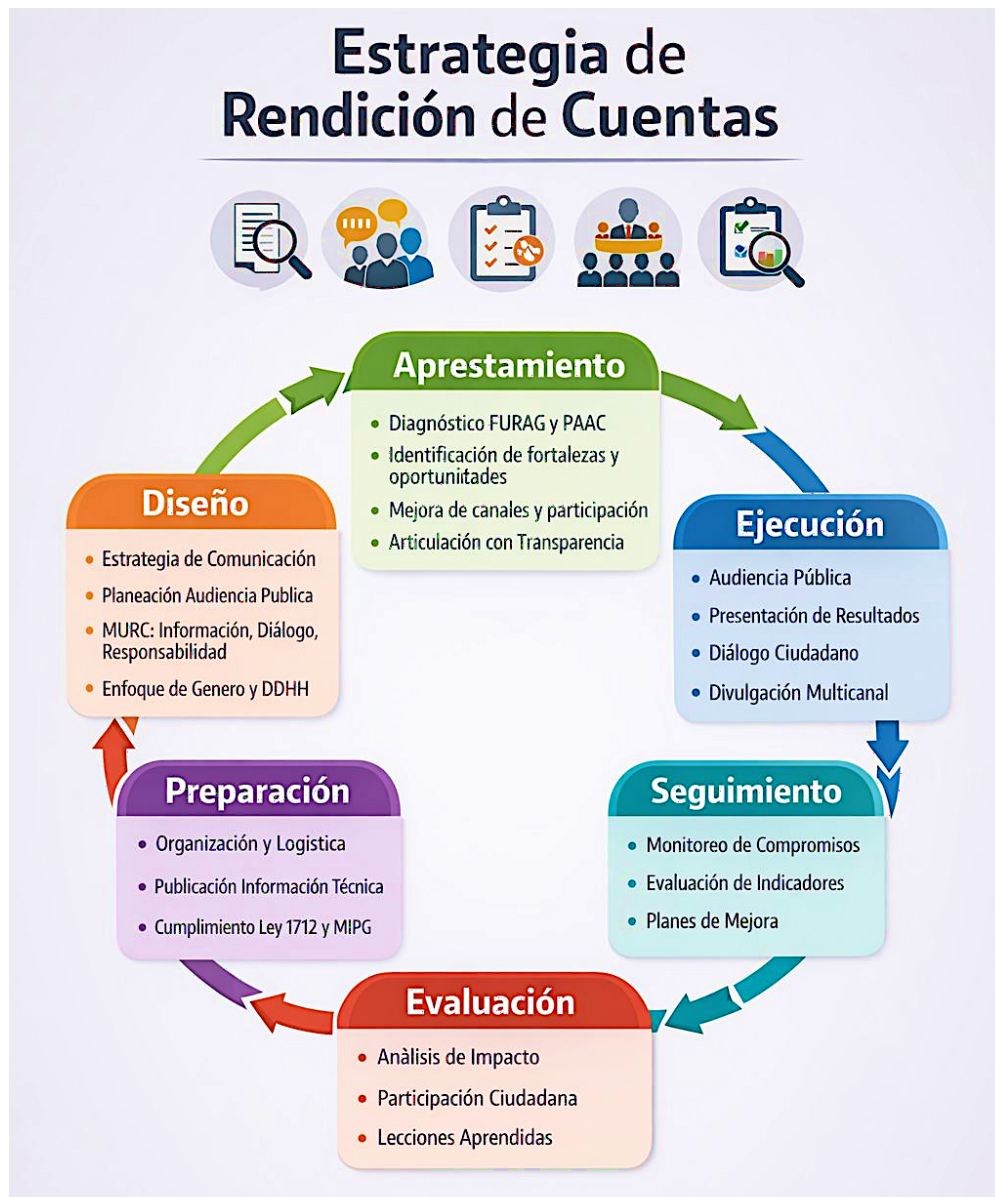 Estrategia de
Rendición de Cuentas
Aprestamiento
• Diagnóstico FURAG y PAAC
• Identificación de fortalezas y
oportunidades
• Mejora de canales y participación
• Articulación con Transparencia
Diseño
• Estrategia de Comunicación
• Planeación Audiencia Publica
• MURC: Información, Diálogo,
Responsabilidad
• Enfoque de Genero y DDHH
Ejecución
• Audiencia Pública
• Presentación de Resultados
• Diálogo Ciudadano
• Divulgación Multicanal
Preparación
• Organización y Logistica
• Publicación Información Técnica
• Cumplimiento Ley 1712 y MIPG
Seguimiento
• Monitoreo de Compromisos
• Evaluación de Indicadores
• Planes de Mejora
Evaluación
• Anàlisis de Impacto
• Participación Ciudadana
• Lecciones Aprendidas